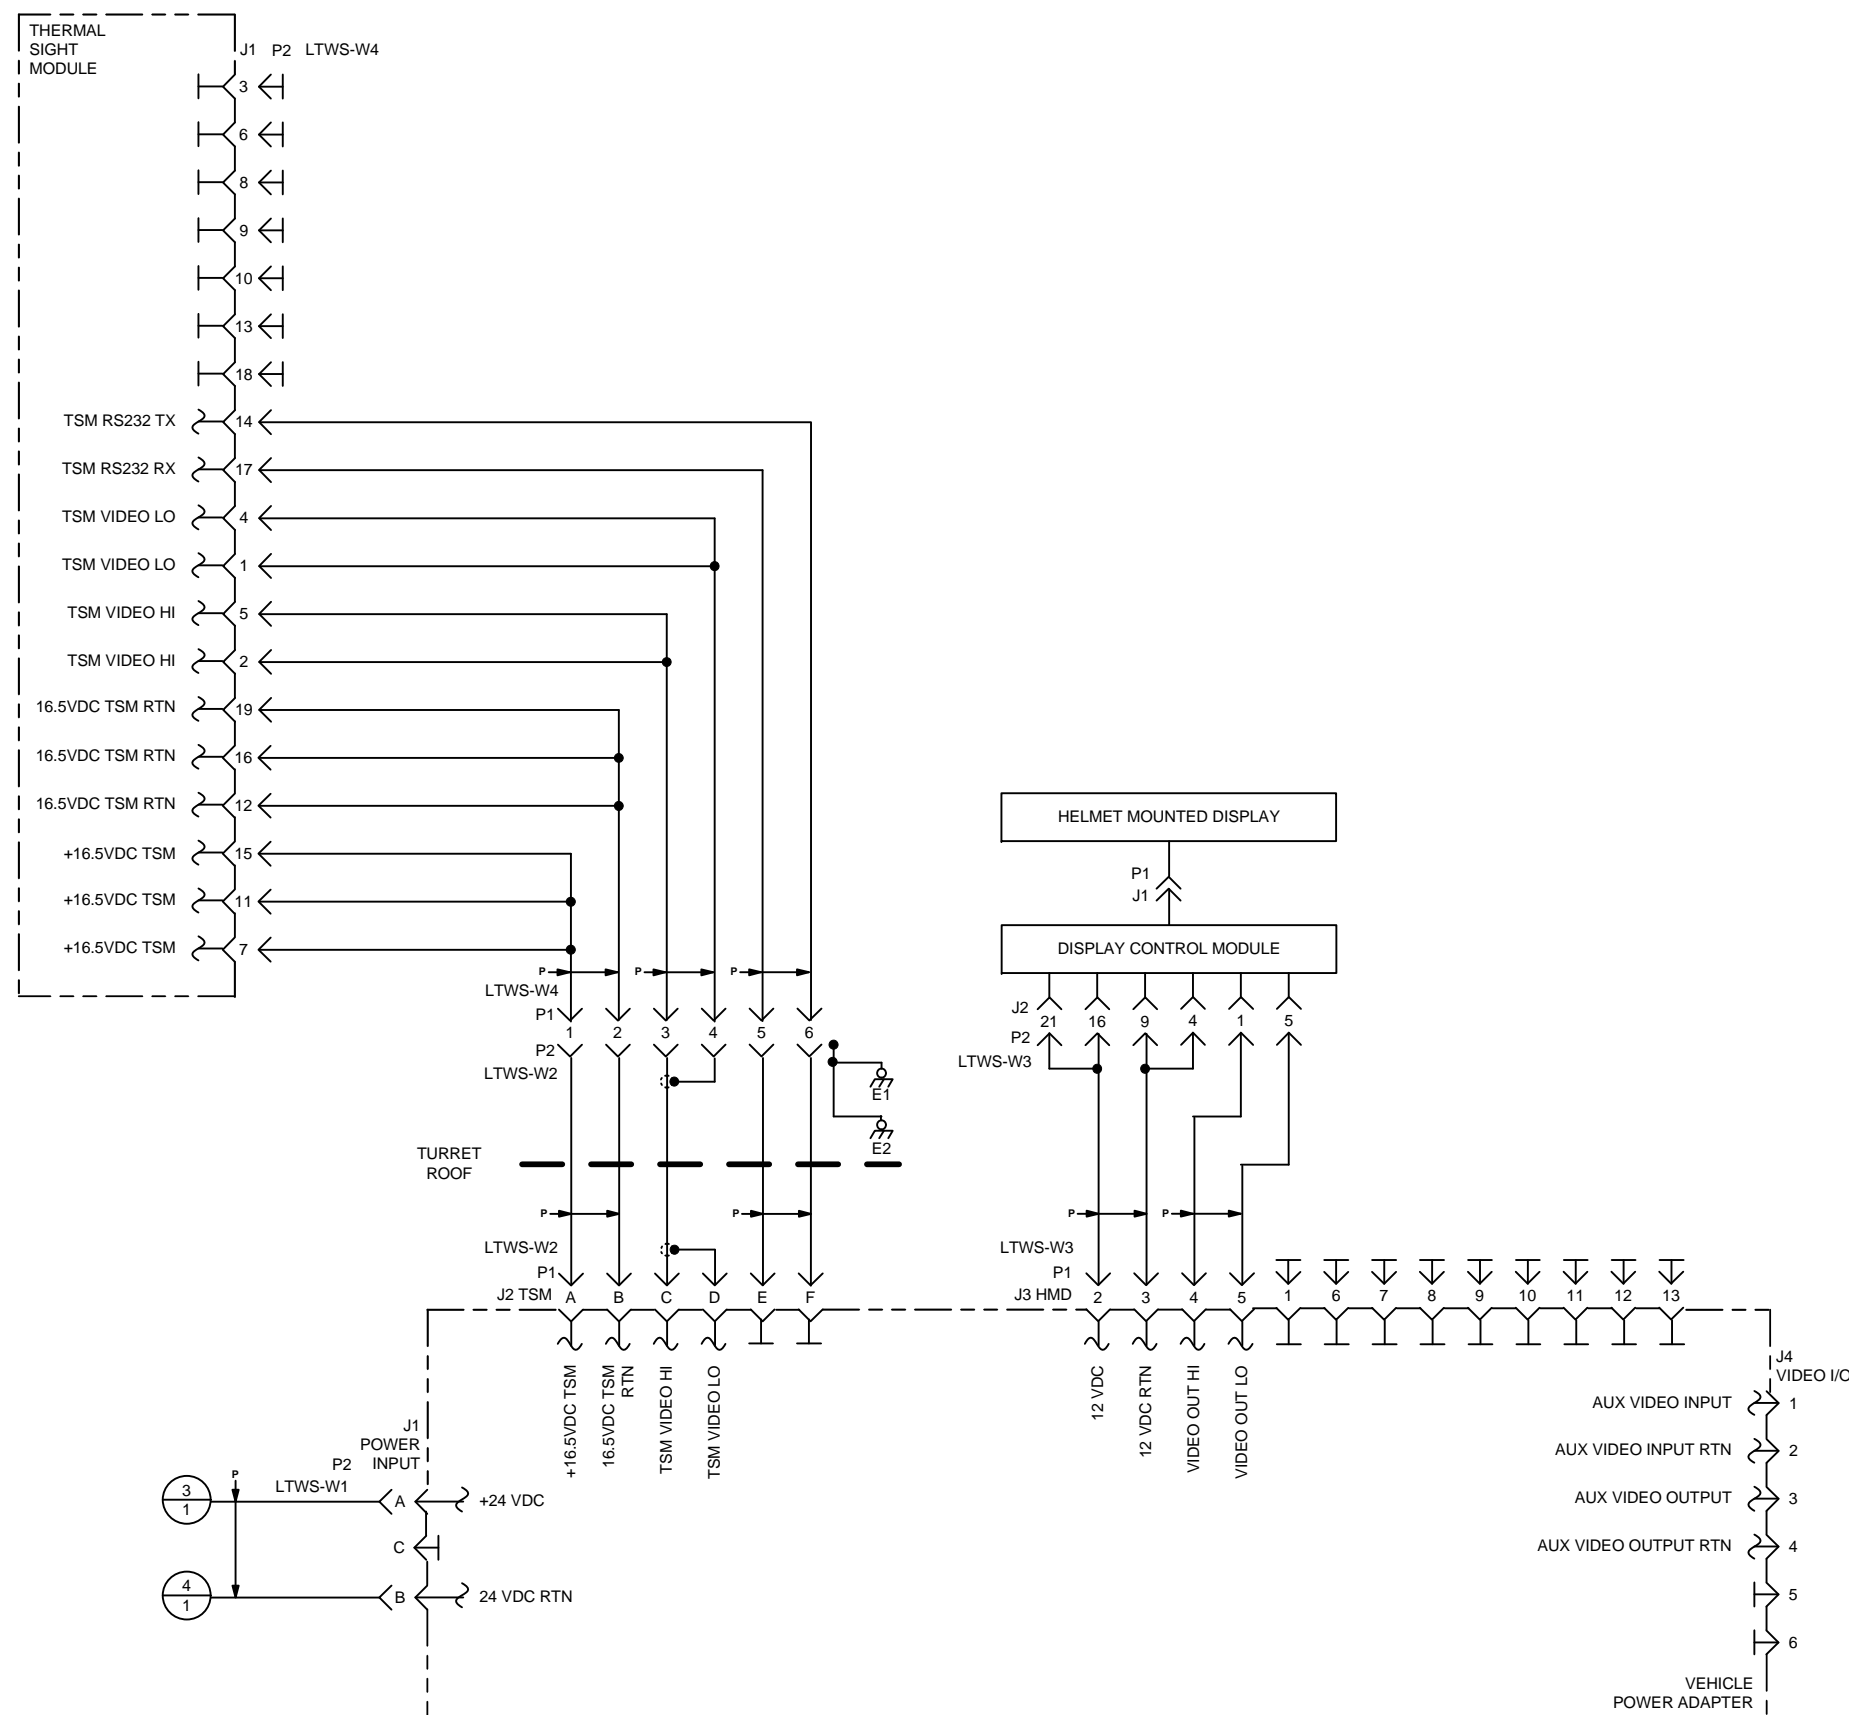 THERMAL
SIGHT
MODULE
J1 P2 LTWS-W4
3
6
8
9
10
13
18
TSM RS232 TX 14
TSM RS232 RX 17
TSM VIDEO LO 4
TSM VIDEO LO 1
TSM VIDEO HI 5
TSM VIDEO HI 2
16.5VDC TSM RTN 19
16.5VDC TSM RTN 16
16.5VDC TSM RTN 12
+16.5VDC TSM 15
+16.5VDC TSM 11
+16.5VDC TSM 7
P P P
LTWS-W4
P1
1 2 3 4 5 6
P2
LTWS-W2
E1
E2
TURRET
ROOF
P P
LTWS-W2
P1
J2 TSM A B C D E F
+16.5VDC TSM
16.5VDC TSM
RTN
TSM VIDEO HI
TSM VIDEO LO
HELMET MOUNTED DISPLAY
P1
J1
DISPLAY CONTROL MODULE
J2
21 16 9 4 1 5
P2
LTWS-W3
P P
LTWS-W3
P1
J3 HMD 2 3 4 5 1 6 7 8 9 10 11 12 13
12 VDC
12 VDC RTN
VIDEO OUT HI
VIDEO OUT LO
J4
VIDEO I/O
AUX VIDEO INPUT 1
AUX VIDEO INPUT RTN 2
AUX VIDEO OUTPUT 3
AUX VIDEO OUTPUT RTN 4
5
6
VEHICLE
POWER ADAPTER
J1
POWER
INPUT
P2
LTWS-W1
P
3
1
A +24 VDC
C
4
1
B 24 VDC RTN